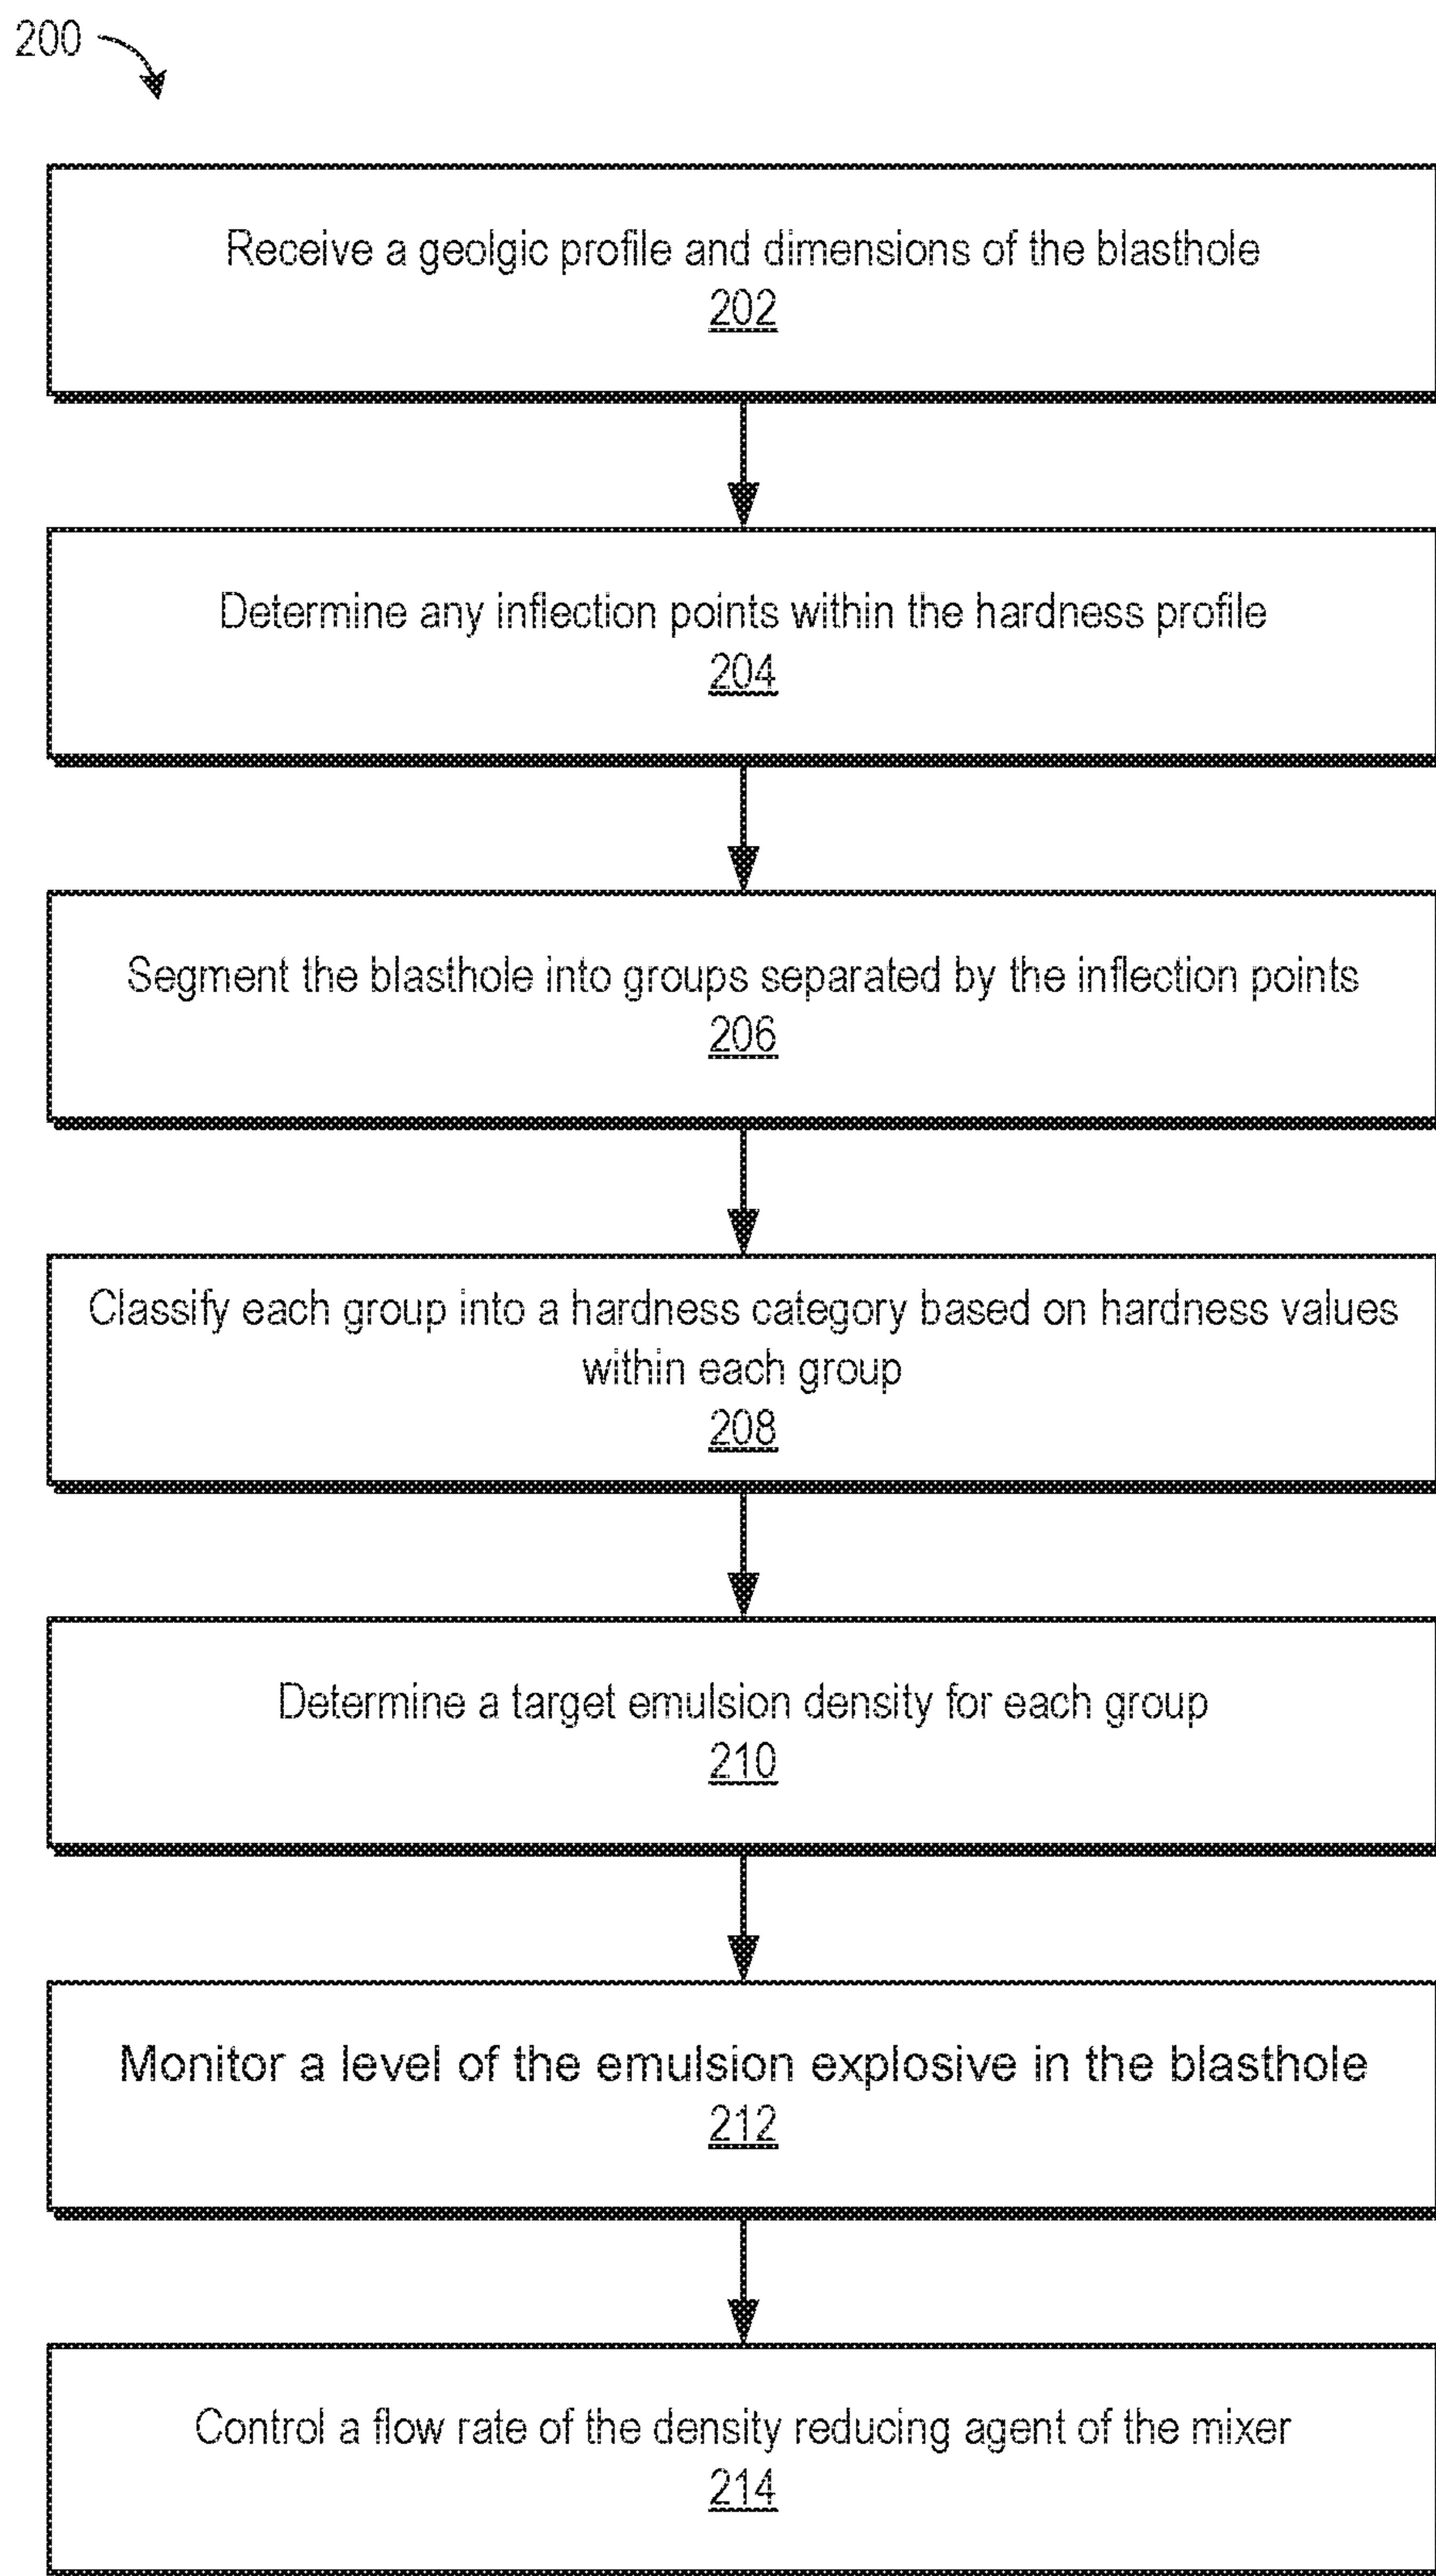 200
Receive a geolgic profile and dimensions of the blasthole
202
Determine any inflection points within the hardness profile
204
Segment the blasthole into groups separated by the inflection points
206
Classify each group into a hardness category based on hardness values
within each group
208
Determine a target emulsion density for each group
210
Monitor a level of the emulsion explosive in the blasthole
212
Control a flow rate of the density reducing agent of the mixer
214